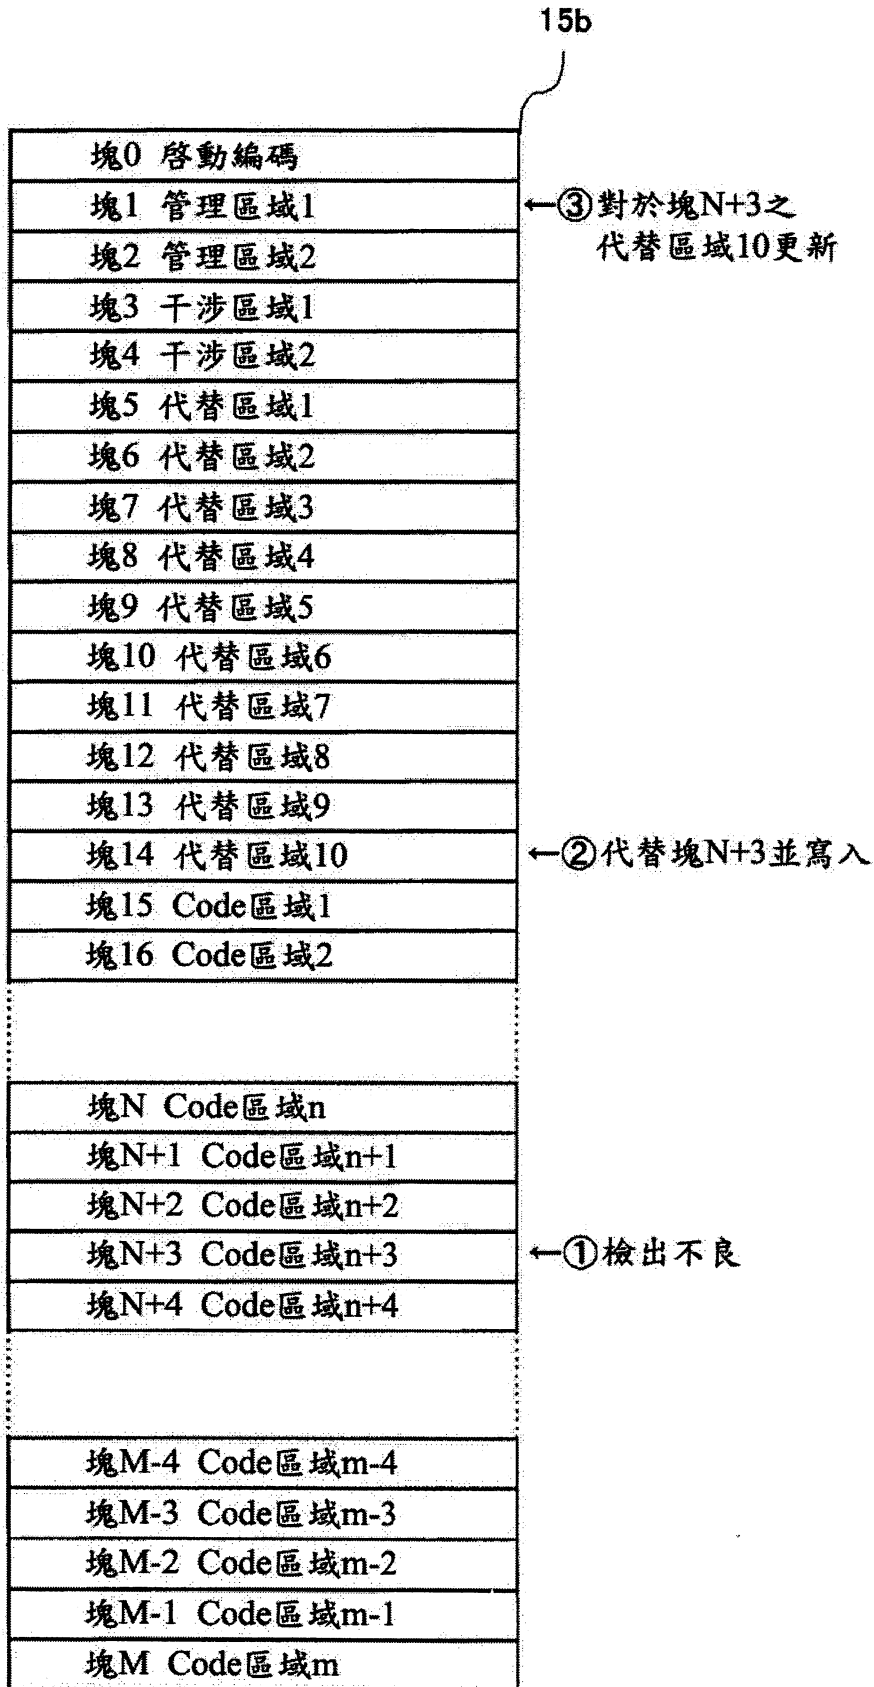 15b
塊0 啓動編碼
塊1 管理區域1
←③對於塊N+3之
代替區域10更新
塊2 管理區域2
塊3 干涉區域1
塊4 干涉區域2
塊5 代替區域1
塊6 代替區域2
塊7 代替區域3
塊8 代替區域4
塊9 代替區域5
塊10 代替區域6
塊11 代替區域7
塊12 代替區域8
塊13 代替區域9
塊14 代替區域10
←②代替塊N+3並寫入
塊15 Code區域1
塊16 Code區域2
塊N Code區域n
塊N+1 Code區域n+1
塊N+2 Code區域n+2
塊N+3 Code區域n+3
←①檢出不良
塊N+4 Code區域n+4
塊M-4 Code區域m-4
塊M-3 Code區域m-3
塊M-2 Code區域m-2
塊M-1 Code區域m-1
塊M Code區域m